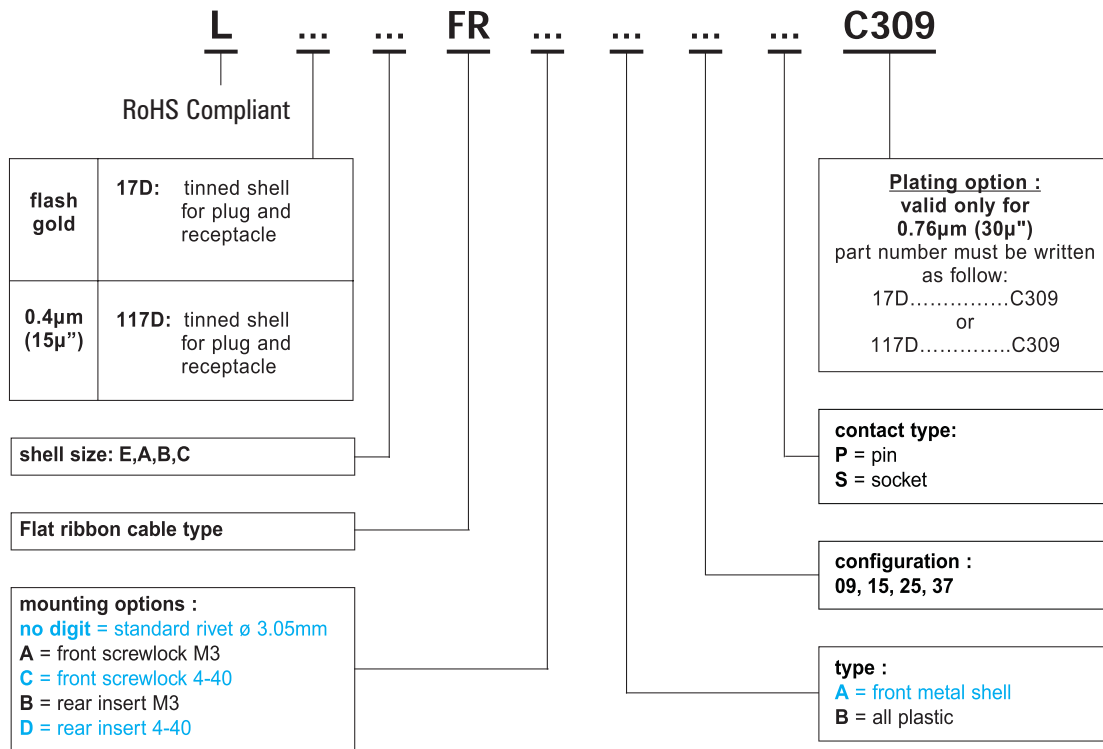 L ... ... FR ... ... ... ... C309
RoHS Compliant
flash
gold
17D: tinned shell
for plug and
receptacle
0.4µm
(15µ”)
117D: tinned shell
for plug and
receptacle
shell size: E,A,B,C
Flat ribbon cable type
mounting options :
no digit = standard rivet ø 3.05mm
A = front screwlock M3
C = front screwlock 4-40
B = rear insert M3
D = rear insert 4-40
Plating option :
valid only for
0.76µm (30µ")
part number must be written
as follow:
17D...............C309
or
117D..............C309
contact type:
P = pin
S = socket
configuration :
09, 15, 25, 37
type :
A = front metal shell
B = all plastic